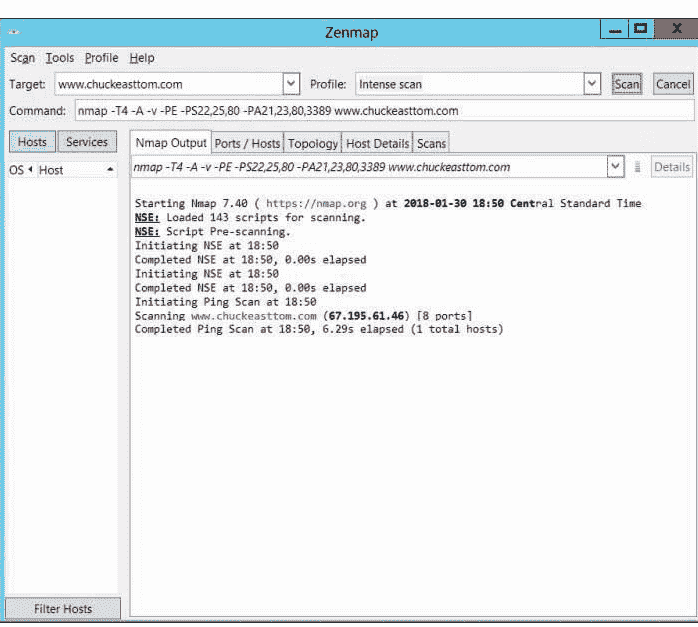 Zenmap
Scan Tools Profile Help
Target: www.chuckeasttom.com Profile: Intense scan Scan Cancel
Command: nmap -T4 -A -v -PE -PS22,25,80 -PA21,23,80,3389 www.chuckeasttom.com
Hosts Services Nmap Output Ports / Hosts Topology Host Details Scans
OS Host nmap -T4 -A -v -PE -PS22,25,80 -PA21,23,80,3389 www.chuckeasttom.com Details
Starting Nmap 7.40 ( https://nmap.org ) at 2018-01-30 18:50 Central Standard Time
NSE: Loaded 143 scripts for scanning.
NSE: Script Pre-scanning.
Initiating NSE at 18:50
Completed NSE at 18:50, 0.00s elapsed
Initiating NSE at 18:50
Completed NSE at 18:50, 0.00s elapsed
Initiating Ping Scan at 18:50
Scanning www.chuckeasttom.com (67.195.61.46) [8 ports]
Completed Ping Scan at 18:50, 6.29s elapsed (1 total hosts)
Filter Hosts